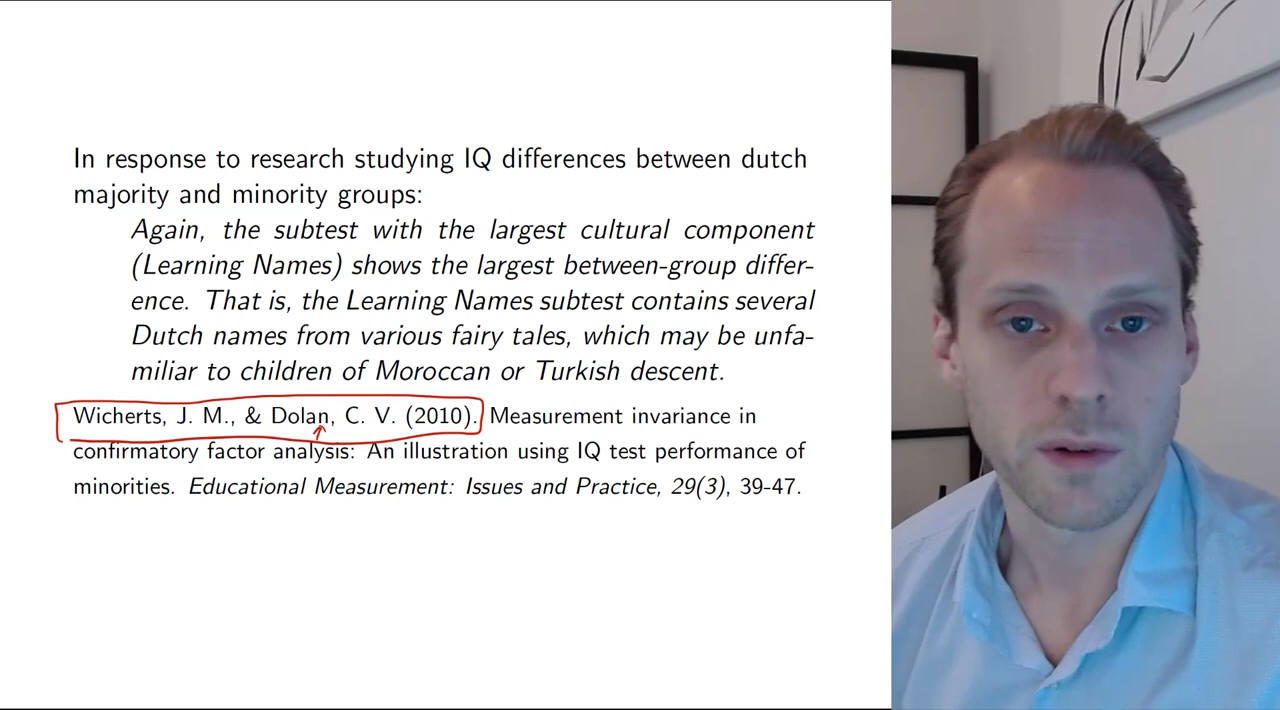 In response to research studying IQ differences between dutch
majority and minority groups:
Again, the subtest with the largest cultural component
(Learning Names) shows the largest between-group differ-
ence. That is, the Learning Names subtest contains several
Dutch names from various fairy tales, which may be unfa-
miliar to children of Moroccan or Turkish descent.
Wicherts, J. M., & Dolan, C. V. (2010). Measurement invariance in
confirmatory factor analysis: An illustration using IQ test performance of
minorities. Educational Measurement: Issues and Practice, 29(3), 39-47.